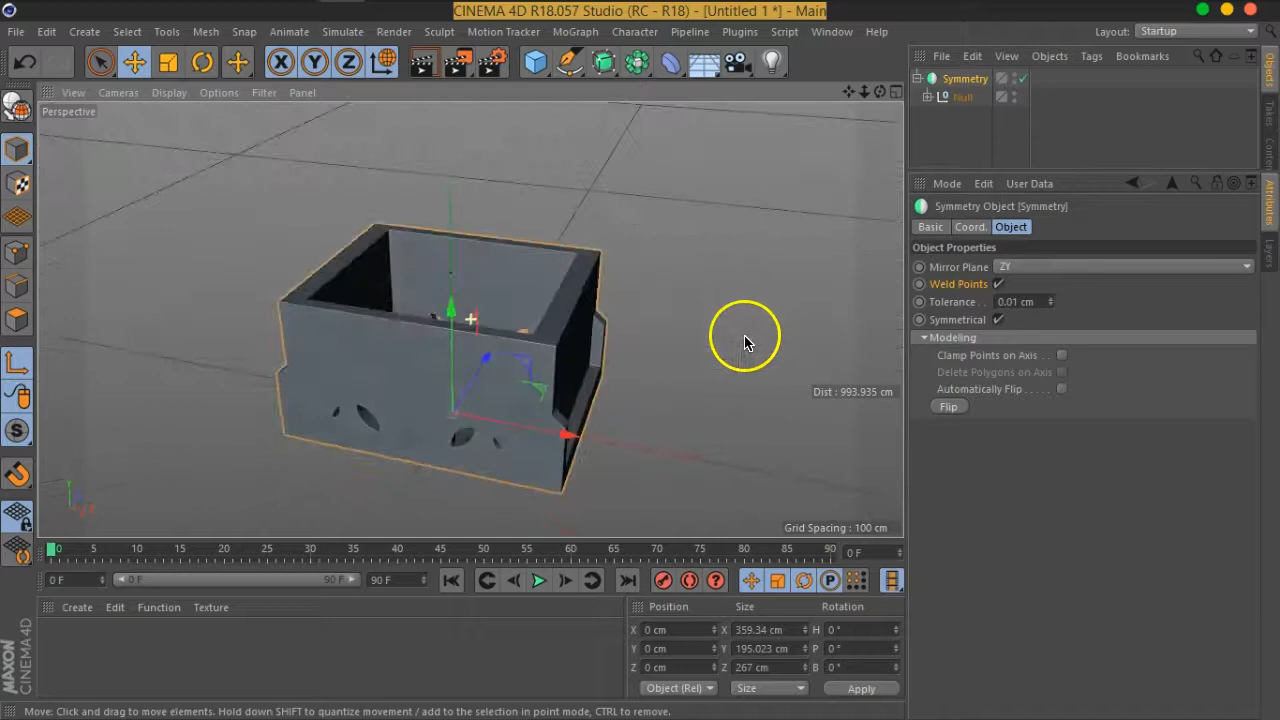 CINEMA 4D R18.057 Studio (RC - R18) - [Untitled 1 *] - Main
File Edit Create Select Tools Mesh Snap Animate Simulate Render Sculpt Motion Tracker MoGraph Character Pipeline Plugins Script Window Help Layout: Startup
X Y Z
View Cameras Display Options Filter Panel
Perspective
File Edit View Objects Tags Bookmarks
Symmetry
Null
Objects
Takes
Attributes
Layers
Mode Edit User Data
Symmetry Object [Symmetry]
Basic Coord. Object
Object Properties
Mirror Plane ZY
Weld Points
Tolerance . . 0.01 cm
Symmetrical
Modeling
Clamp Points on Axis . . .
Delete Polygons on Axis
Automatically Flip . . . .
Flip
Dist : 993.935 cm
Grid Spacing : 100 cm
0 5 10 15 20 25 30 35 40 45 50 55 60 65 70 75 80 85 90 0 F
0 F 0 F 90 F 90 F
Create Edit Function Texture
Position Size Rotation
X 0 cm X 359.34 cm H 0 °
Y 0 cm Y 195.023 cm P 0 °
Z 0 cm Z 267 cm B 0 °
Object (Rel) Size Apply
MAXON
CINEMA 4D
Move: Click and drag to move elements. Hold down SHIFT to quantize movement / add to the selection in point mode, CTRL to remove.